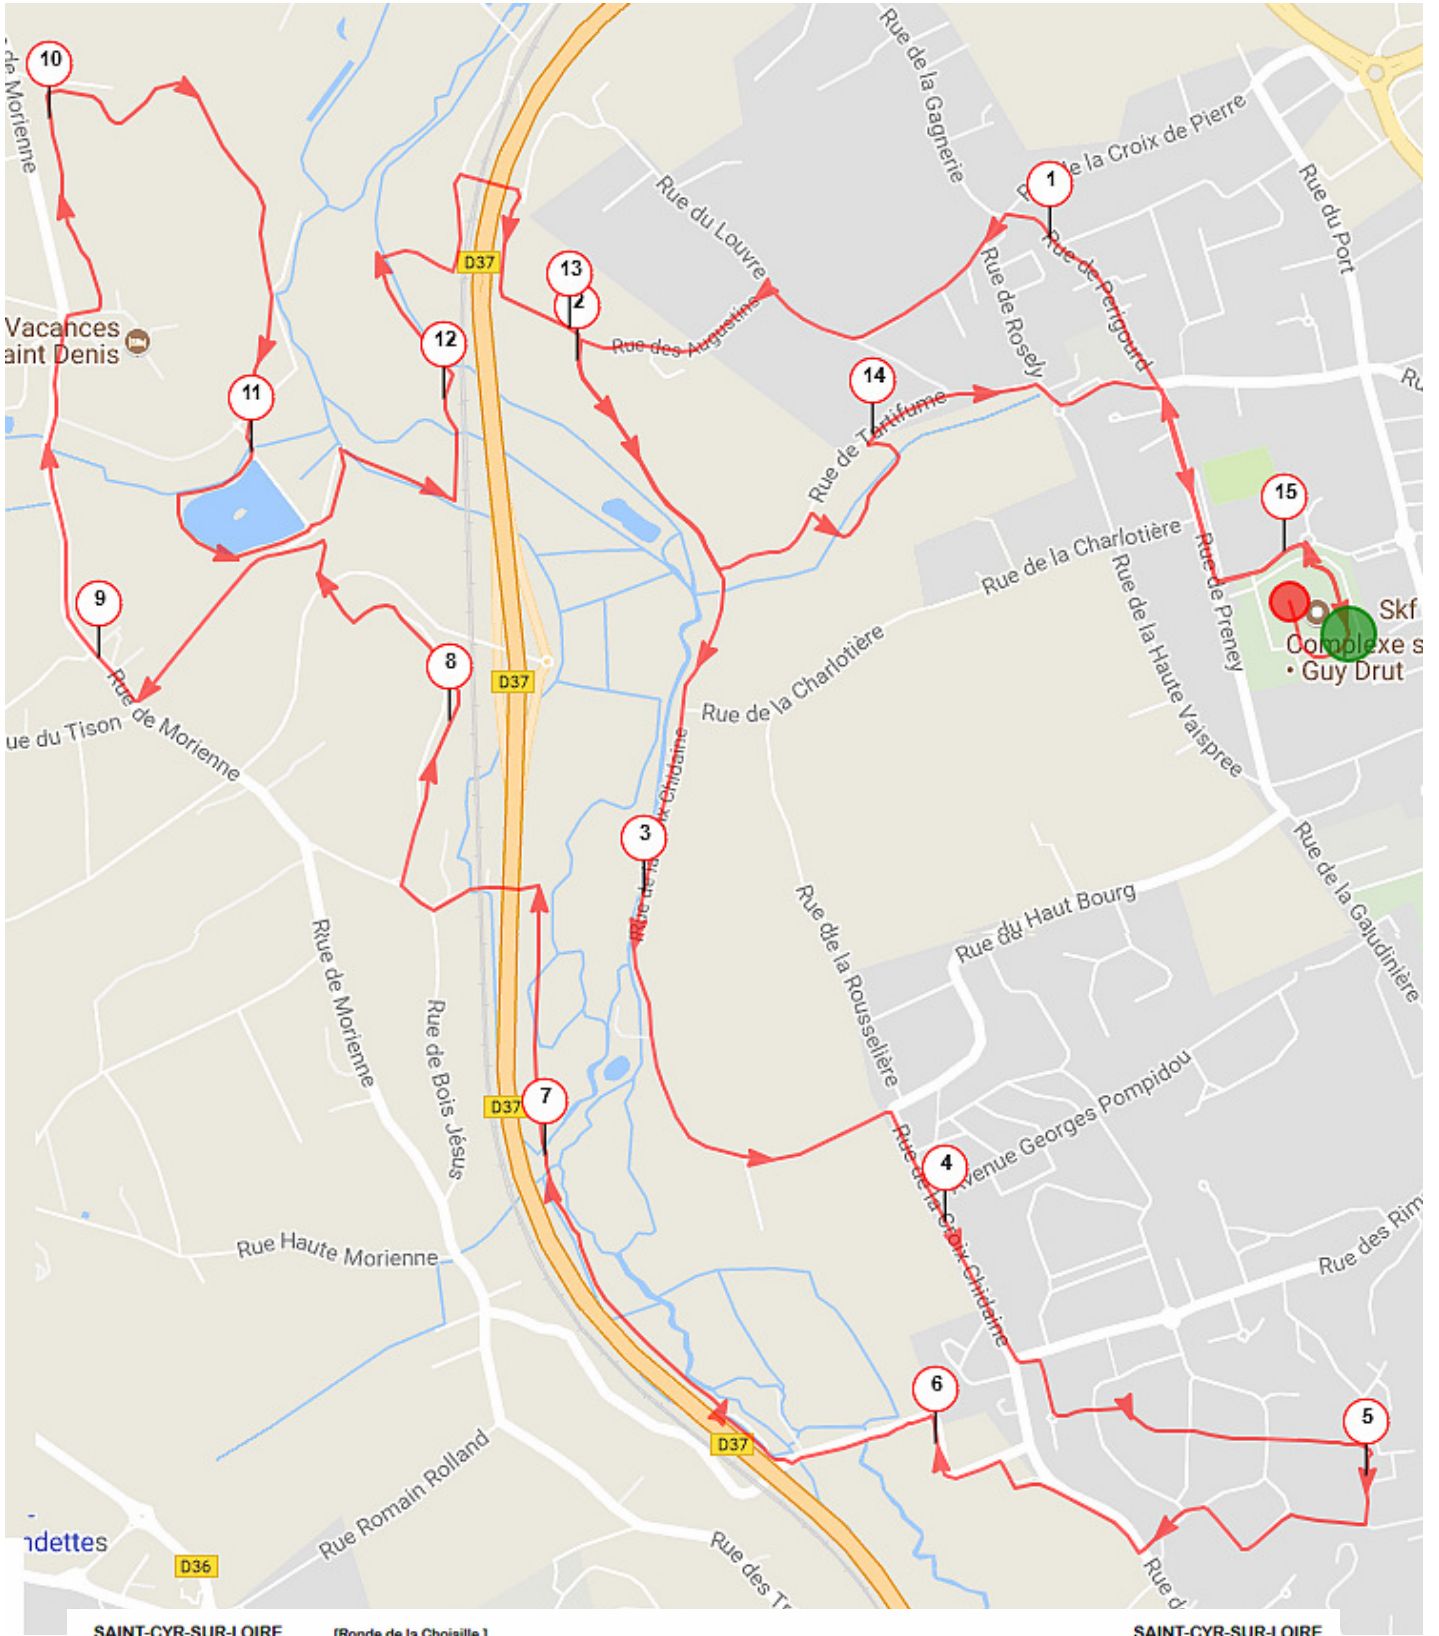 10
de Morienne
Rue de la Gagnerie
de la Croix de Pierre
1
Rue du Louvre
Rue du Port
Rue de Périgourd
Rue de Rosely
D37
13
2
Rue des Augustins
Vacances
aint Denis
12
14
11
Rue de Tartifume
15
Rue de la Charlotière
Rue de Preney
Rue de la Haute Vaispree
9
Skf
Complexe s
• Guy Drut
8
D37
Rue de la Charlotière
ue du Tison
Rue de Morienne
3
Rue de la Rousselière
Rue du Haut Bourg
Rue de la Gaudinière
Rue de Morienne
Rue de Bois Jésus
D37
7
Avenue Georges Pompidou
4
Rue de la Croix Chidaine
Rue des Rim
Rue Haute Morienne
6
5
D37
Rue Romain Rolland
ndettes
D36
Rue des Tr
Rue d
SAINT-CYR-SUR-LOIRE [Ronde de la Choisille ] SAINT-CYR-SUR-LOIRE